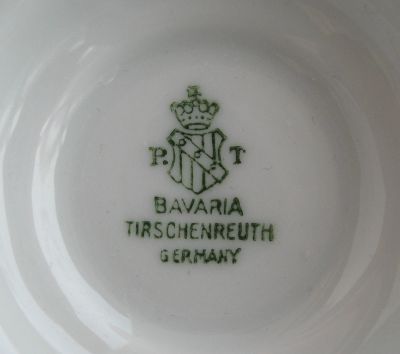 P. T
BAVARIA
TIRSCHENREUTH
GERMANY